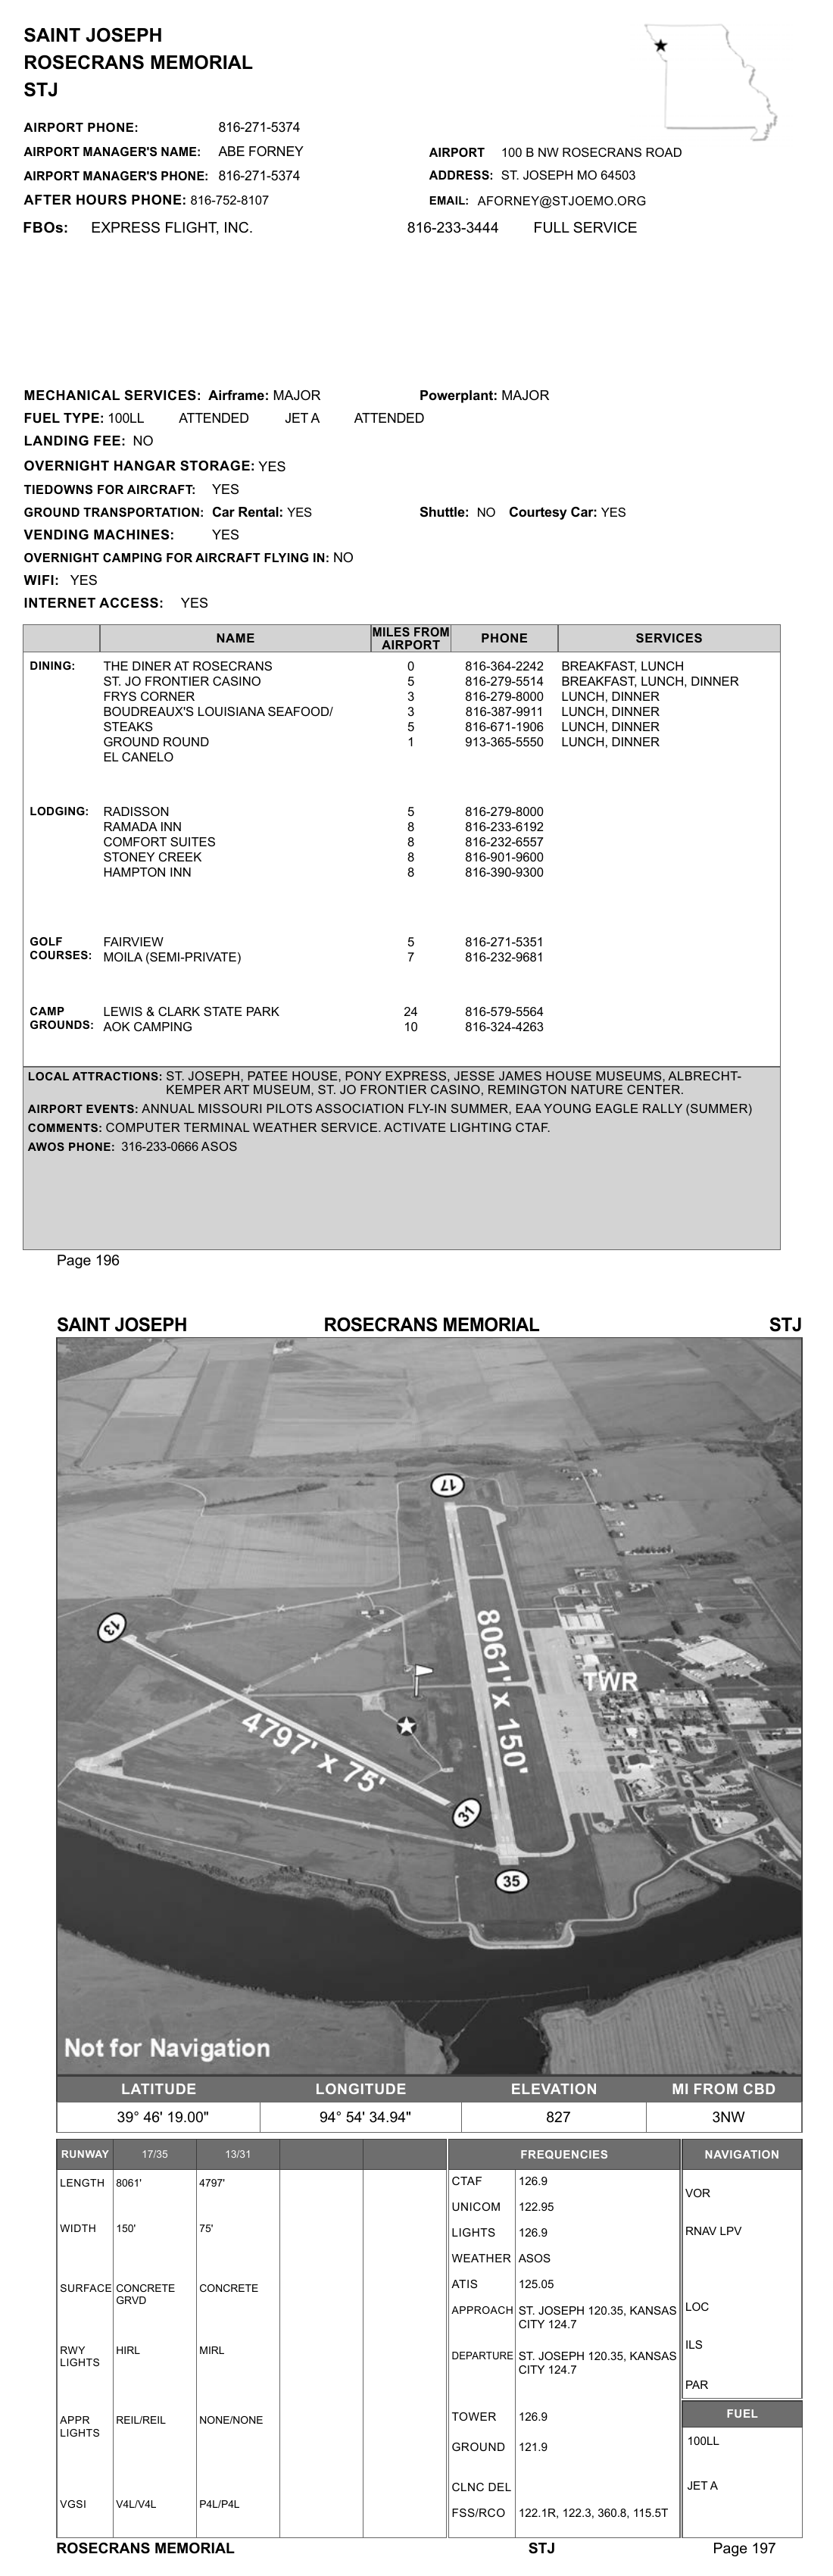 SAINT JOSEPH
ROSECRANS MEMORIAL
STJ
AIRPORT PHONE: 816-271-5374
AIRPORT MANAGER'S NAME: ABE FORNEY
AIRPORT 100 B NW ROSECRANS ROAD
AIRPORT MANAGER'S PHONE: 816-271-5374
ADDRESS: ST. JOSEPH MO 64503
AFTER HOURS PHONE: 816-752-8107
EMAIL: AFORNEY@STJOEMO.ORG
FBOs: EXPRESS FLIGHT, INC. 816-233-3444 FULL SERVICE
MECHANICAL SERVICES: Airframe: MAJOR Powerplant: MAJOR
FUEL TYPE: 100LL ATTENDED JET A ATTENDED
LANDING FEE: NO
OVERNIGHT HANGAR STORAGE: YES
TIEDOWNS FOR AIRCRAFT: YES
GROUND TRANSPORTATION: Car Rental: YES Shuttle: NO Courtesy Car: YES
VENDING MACHINES: YES
OVERNIGHT CAMPING FOR AIRCRAFT FLYING IN: NO
WIFI: YES
INTERNET ACCESS: YES
NAME MILES FROM AIRPORT PHONE SERVICES
DINING: THE DINER AT ROSECRANS 0 816-364-2242 BREAKFAST, LUNCH
ST. JO FRONTIER CASINO 5 816-279-5514 BREAKFAST, LUNCH, DINNER
FRYS CORNER 3 816-279-8000 LUNCH, DINNER
BOUDREAUX'S LOUISIANA SEAFOOD/ 3 816-387-9911 LUNCH, DINNER
STEAKS 5 816-671-1906 LUNCH, DINNER
GROUND ROUND 1 913-365-5550 LUNCH, DINNER
EL CANELO
LODGING: RADISSON 5 816-279-8000
RAMADA INN 8 816-233-6192
COMFORT SUITES 8 816-232-6557
STONEY CREEK 8 816-901-9600
HAMPTON INN 8 816-390-9300
GOLF FAIRVIEW 5 816-271-5351
COURSES: MOILA (SEMI-PRIVATE) 7 816-232-9681
CAMP LEWIS & CLARK STATE PARK 24 816-579-5564
GROUNDS: AOK CAMPING 10 816-324-4263
LOCAL ATTRACTIONS: ST. JOSEPH, PATEE HOUSE, PONY EXPRESS, JESSE JAMES HOUSE MUSEUMS, ALBRECHT-
KEMPER ART MUSEUM, ST. JO FRONTIER CASINO, REMINGTON NATURE CENTER.
AIRPORT EVENTS: ANNUAL MISSOURI PILOTS ASSOCIATION FLY-IN SUMMER, EAA YOUNG EAGLE RALLY (SUMMER)
COMMENTS: COMPUTER TERMINAL WEATHER SERVICE. ACTIVATE LIGHTING CTAF.
AWOS PHONE: 316-233-0666 ASOS
Page 196
SAINT JOSEPH ROSECRANS MEMORIAL STJ
17
13
8061' x 150'
TWR
4797' x 75'
31
35
Not for Navigation
LATITUDE LONGITUDE ELEVATION MI FROM CBD
39° 46' 19.00" 94° 54' 34.94" 827 3NW
RUNWAY 17/35 13/31
LENGTH 8061' 4797'
WIDTH 150' 75'
SURFACE CONCRETE GRVD CONCRETE
RWY LIGHTS HIRL MIRL
APPR LIGHTS REIL/REIL NONE/NONE
VGSI V4L/V4L P4L/P4L
FREQUENCIES
CTAF 126.9
UNICOM 122.95
LIGHTS 126.9
WEATHER ASOS
ATIS 125.05
APPROACH ST. JOSEPH 120.35, KANSAS
CITY 124.7
DEPARTURE ST. JOSEPH 120.35, KANSAS
CITY 124.7
TOWER 126.9
GROUND 121.9
CLNC DEL
FSS/RCO 122.1R, 122.3, 360.8, 115.5T
NAVIGATION
VOR
RNAV LPV
LOC
ILS
PAR
FUEL
100LL
JET A
ROSECRANS MEMORIAL STJ Page 197